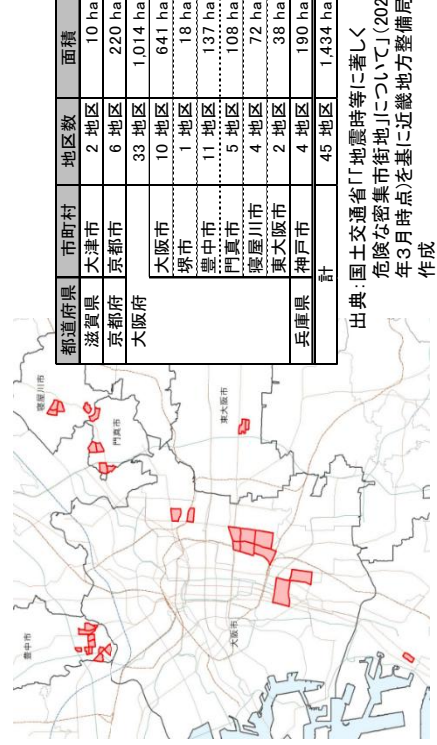 都道府県 市町村 地区数 面積
滋賀県 大津市 2 地区 10 ha
京都府 京都市 6 地区 220 ha
大阪府 33 地区 1,014 ha
大阪市 10 地区 641 ha
堺市 1 地区 18 ha
豊中市 11 地区 137 ha
門真市 5 地区 108 ha
寝屋川市 4 地区 72 ha
東大阪市 2 地区 38 ha
兵庫県 神戸市 4 地区 190 ha
計 45 地区 1,434 ha
出典:国土交通省「「地震時等に著しく
危険な密集市街地」について」(202
年3月時点)を基に近畿地方整備局
作成
豊中市
寝屋川市
門真市
大阪市
東大阪市